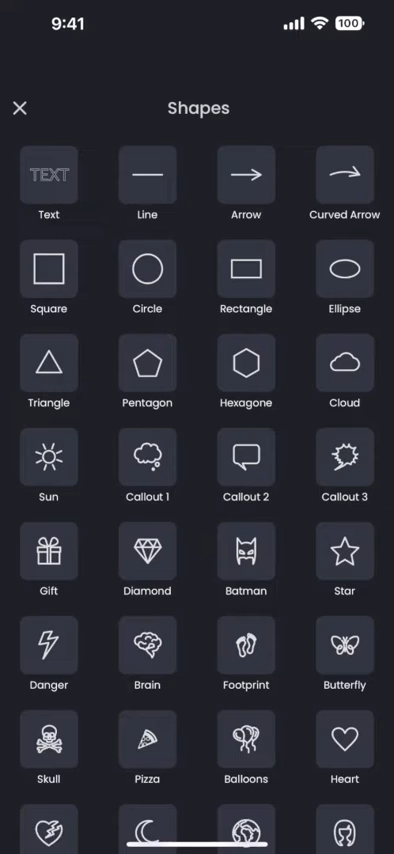 9:41
100
Shapes
TEXT
Text Line Arrow Curved Arrow
Square Circle Rectangle Ellipse
Triangle Pentagon Hexagone Cloud
Sun Callout 1 Callout 2 Callout 3
Gift Diamond Batman Star
Danger Brain Footprint Butterfly
Skull Pizza Balloons Heart